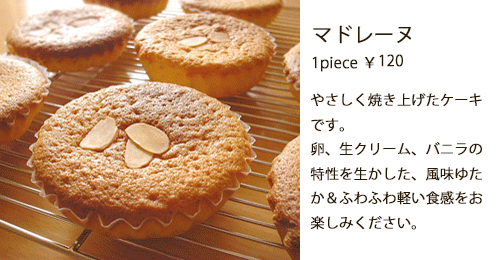 マドレーヌ
1piece ￥120
やさしく焼き上げたケーキ
です。
卵、生クリーム、バニラの
特性を生かした、風味ゆた
か＆ふわふわ軽い食感をお
楽しみください。